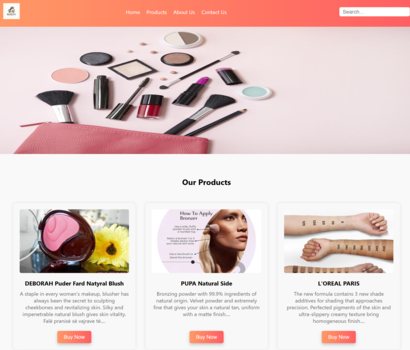 Home Products About Us Contact Us
Search...
Our Products
How To Apply
Bronzer
DEBORAH Puder Fard Natyral Blush
A staple in every woman's makeup, blusher has
always been the secret to sculpting
cheekbones and revitalizing skin. Silky and
impenetrable natural blush gives skin vitality.
Buy Now
PUPA Natural Side
Bronzing powder with 99.9% ingredients of
natural origin. Velvet powder and extremely
fine that gives your skin a natural tan, uniform
with a matte finish....
Buy Now
L'OREAL PARIS
The new formula contains 3 new shade
additives for shading that approaches
precision. Perfected pigments of the skin and
ultra-slippery creamy texture bring
homogeneous finish....
Buy Now